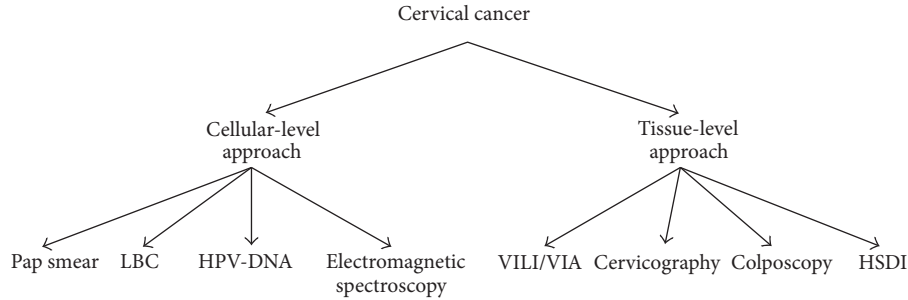 Cervical cancer
Cellular-level
approach
Tissue-level
approach
Pap smear
LBC
HPV-DNA
Electromagnetic
spectroscopy
VILI/VIA
Cervicography
Colposcopy
HSDI